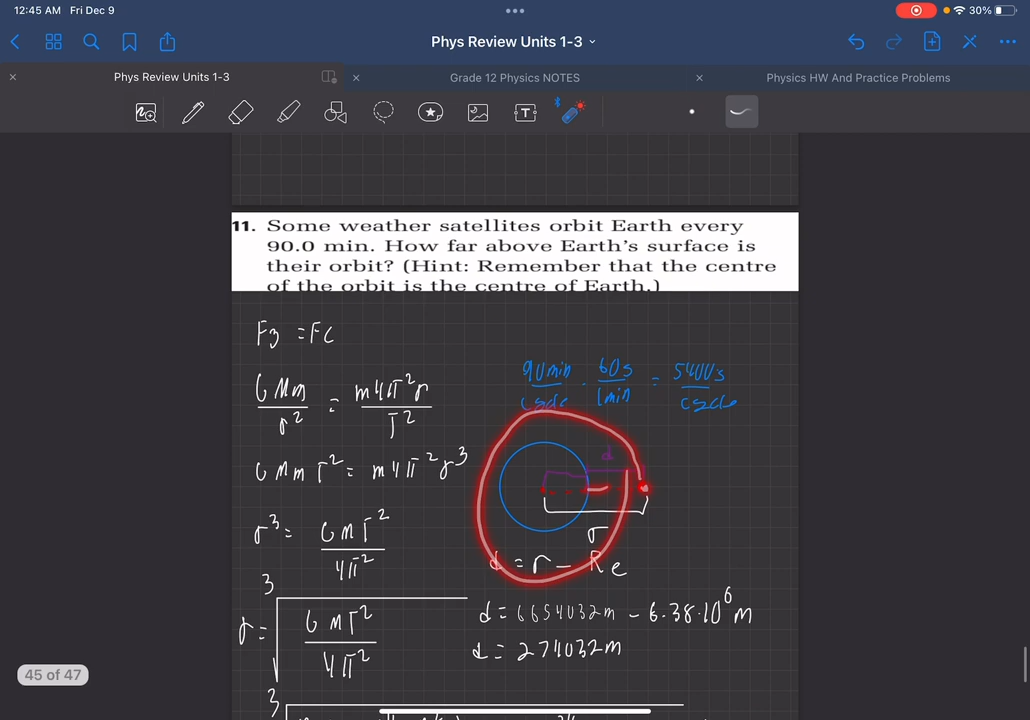 12:45 AM Fri Dec 9
30%
Phys Review Units 1-3
Phys Review Units 1-3
Grade 12 Physics NOTES
Physics HW And Practice Problems
11. Some weather satellites orbit Earth every
90.0 min. How far above Earth's surface is
their orbit? (Hint: Remember that the centre
of the orbit is the centre of Earth.)
Fg = Fc
GMm/r² = m4π²r/T²
90min/cycle · 60s/1min = 5400s/cycle
GMmT² = m4π²r³
d
r
r³ = GMT²/4π²
d = r - Re
r = ³√(GMT²/4π²)
d = 6654032m - 6.38·10⁶m
d = 274032m
45 of 47
3